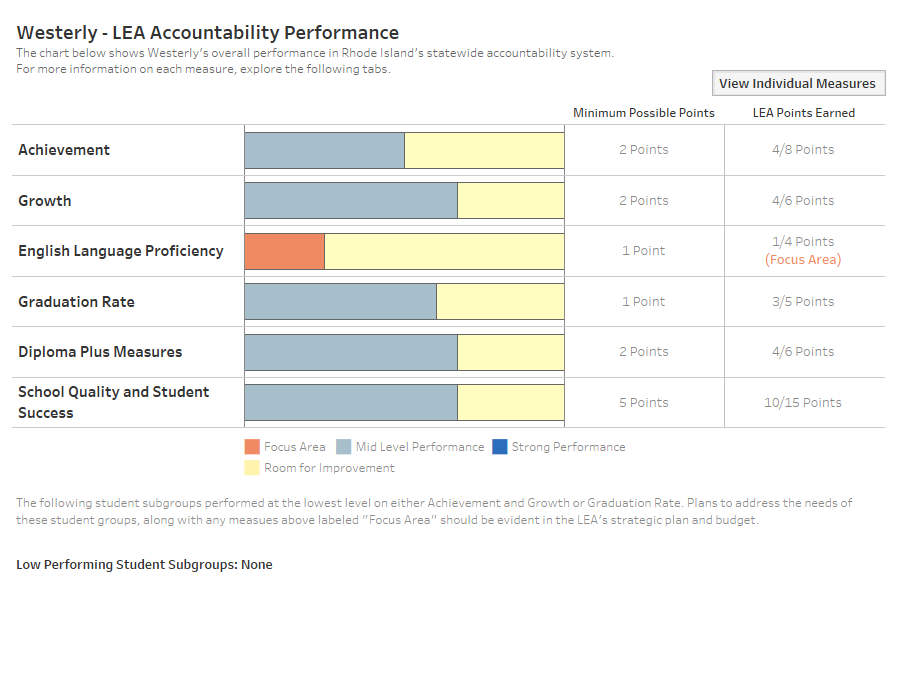 Westerly - LEA Accountability Performance
The chart below shows Westerly's overall performance in Rhode Island's statewide accountability system.
For more information on each measure, explore the following tabs.
View Individual Measures
Minimum Possible Points LEA Points Earned
Achievement 2 Points 4/8 Points
Growth 2 Points 4/6 Points
English Language Proficiency 1 Point 1/4 Points
(Focus Area)
Graduation Rate 1 Point 3/5 Points
Diploma Plus Measures 2 Points 4/6 Points
School Quality and Student
Success 5 Points 10/15 Points
Focus Area Mid Level Performance Strong Performance
Room for Improvement
The following student subgroups performed at the lowest level on either Achievement and Growth or Graduation Rate. Plans to address the needs of
these student groups, along with any measues above labeled "Focus Area" should be evident in the LEA's strategic plan and budget.
Low Performing Student Subgroups: None